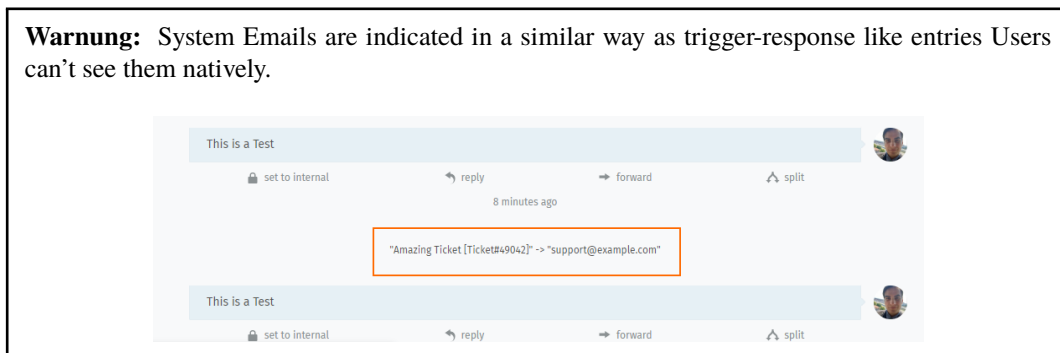 Warnung: System Emails are indicated in a similar way as trigger-response like entries Users
can't see them natively.
This is a Test
set to internal reply forward split
8 minutes ago
"Amazing Ticket [Ticket#49042]" -> "support@example.com"
This is a Test
set to internal reply forward split